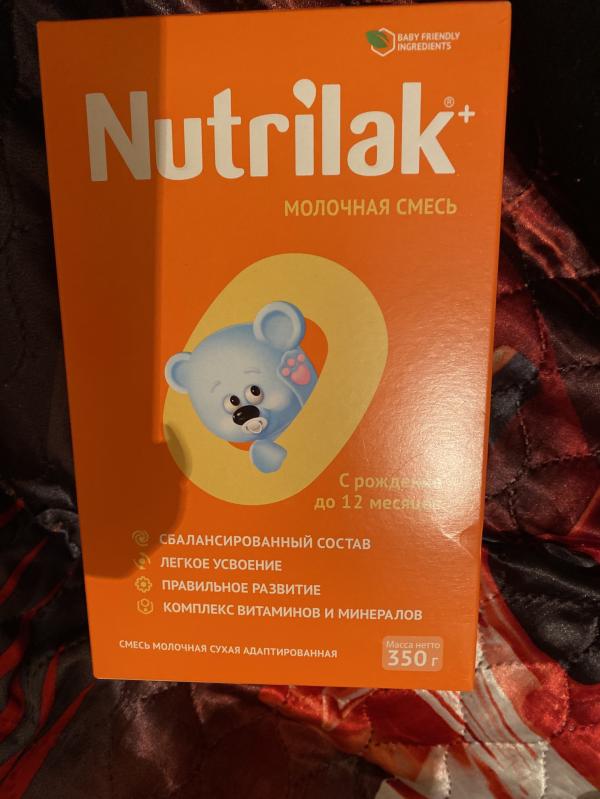 BABY FRIENDLY
INGREDIENTS
Nutrilak®+
МОЛОЧНАЯ СМЕСЬ
С рождения
до 12 месяцев
СБАЛАНСИРОВАННЫЙ СОСТАВ
ЛЕГКОЕ УСВОЕНИЕ
ПРАВИЛЬНОЕ РАЗВИТИЕ
КОМПЛЕКС ВИТАМИНОВ И МИНЕРАЛОВ
СМЕСЬ МОЛОЧНАЯ СУХАЯ АДАПТИРОВАННАЯ
Масса нетто
350 г